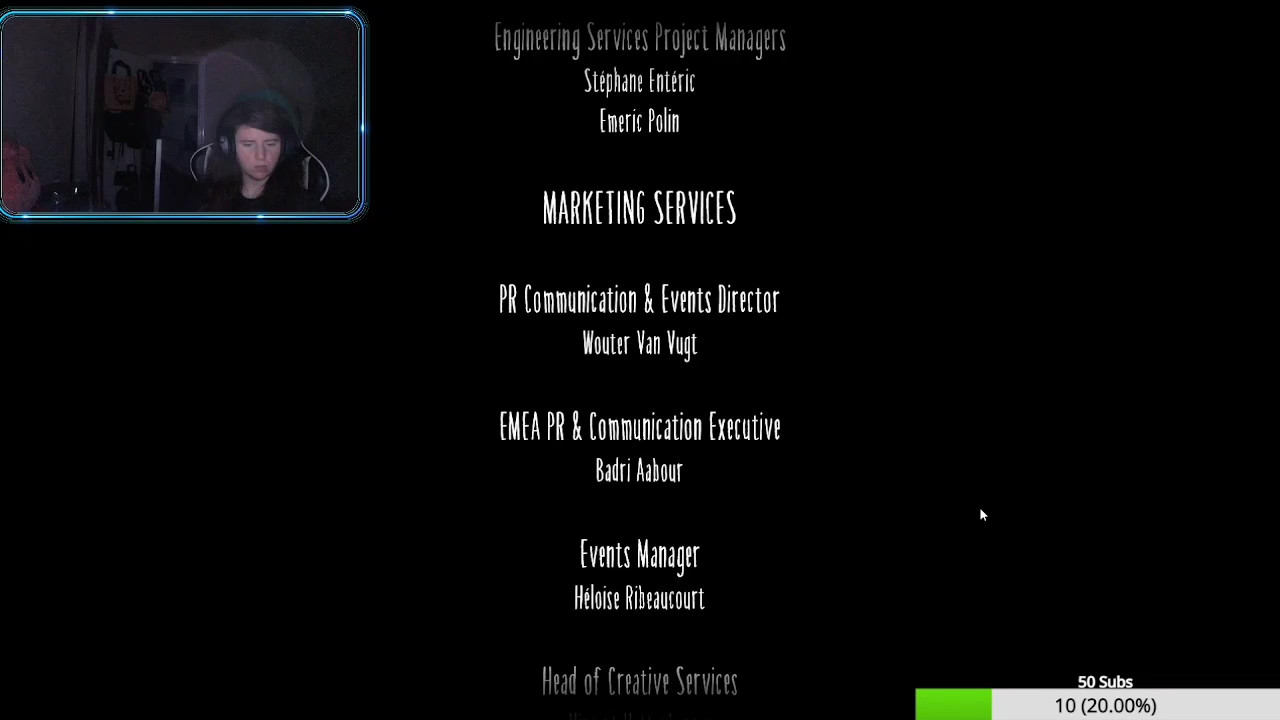 Engineering Services Project Managers
Stéphane Entéric
Emeric Polin
MARKETING SERVICES
PR Communication & Events Director
Wouter Van Vugt
EMEA PR & Communication Executive
Badri Aabour
Events Manager
Héloïse Ribeaucourt
Head of Creative Services
50 Subs
10 (20.00%)